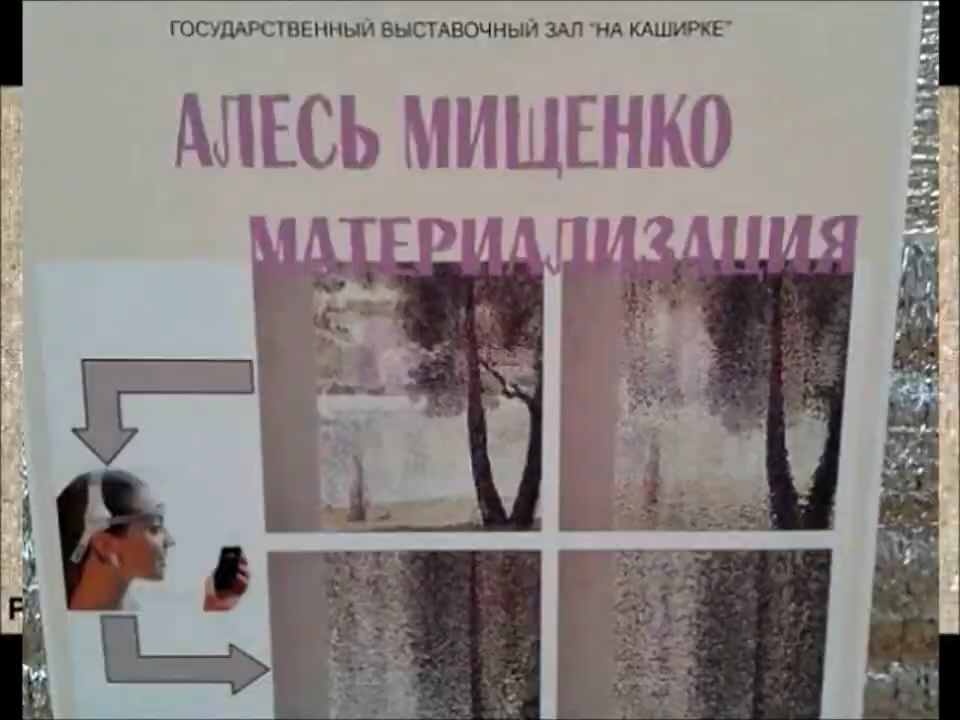 ГОСУДАРСТВЕННЫЙ ВЫСТАВОЧНЫЙ ЗАЛ "НА КАШИРКЕ"
АЛЕСЬ МИЩЕНКО
МАТЕРИАЛИЗАЦИЯ